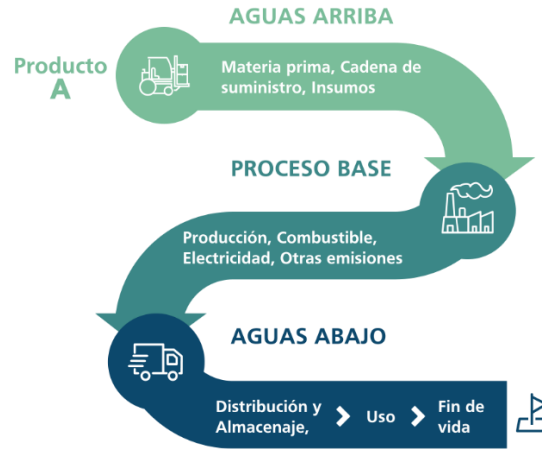 AGUAS ARRIBA
Producto
A
Materia prima, Cadena de
suministro, Insumos
PROCESO BASE
Producción, Combustible,
Electricidad, Otras emisiones
AGUAS ABAJO
Distribución y
Almacenaje,
Uso
Fin de
vida